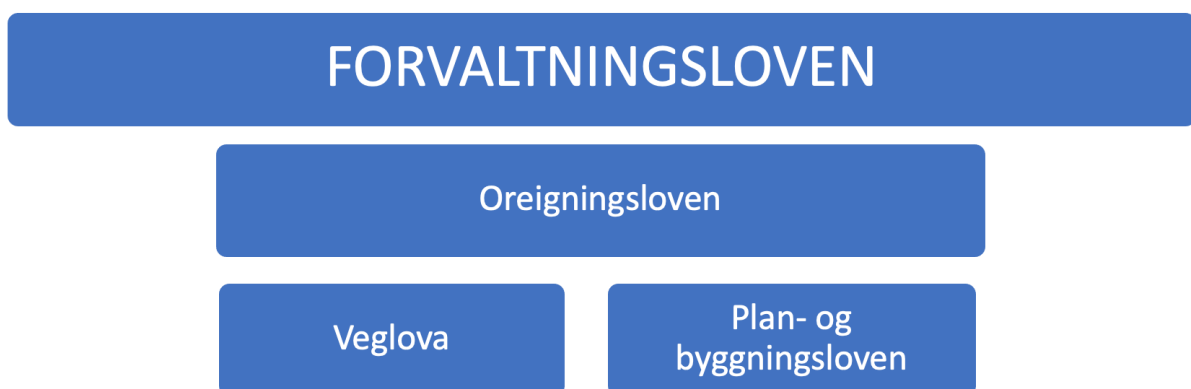 FORVALTNINGSLOVEN
Oreigningsloven
Veglova
Plan- og
byggningsloven